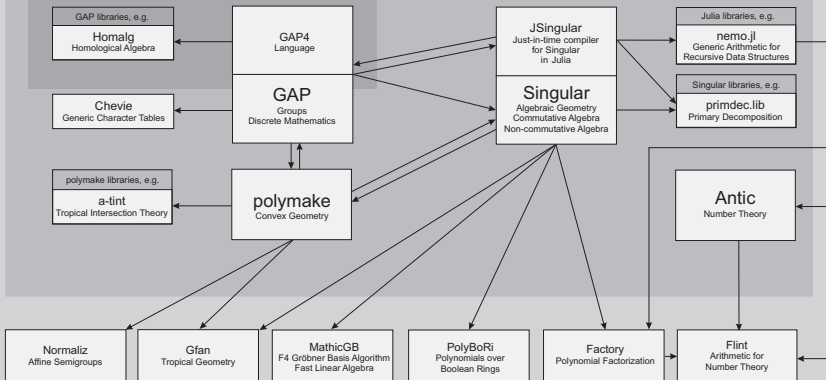 GAP libraries, e.g.
Homalg
Homological Algebra
GAP4
Language
JSingular
Just-in-time compiler
for Singular
in Julia
Julia libraries, e.g.
nemo.jl
Generic Arithmetic for
Recursive Data Structures
Chevie
Generic Character Tables
GAP
Groups
Discrete Mathematics
Singular
Algebraic Geometry
Commutative Algebra
Non-commutative Algebra
Singular libraries, e.g.
primdec.lib
Primary Decomposition
polymake libraries, e.g.
a-tint
Tropical Intersection Theory
polymake
Convex Geometry
Antic
Number Theory
Normaliz
Affine Semigroups
Gfan
Tropical Geometry
MathicGB
F4 Gröbner Basis Algorithm
Fast Linear Algebra
PolyBoRi
Polynomials over
Boolean Rings
Factory
Polynomial Factorization
Flint
Arithmetic for
Number Theory